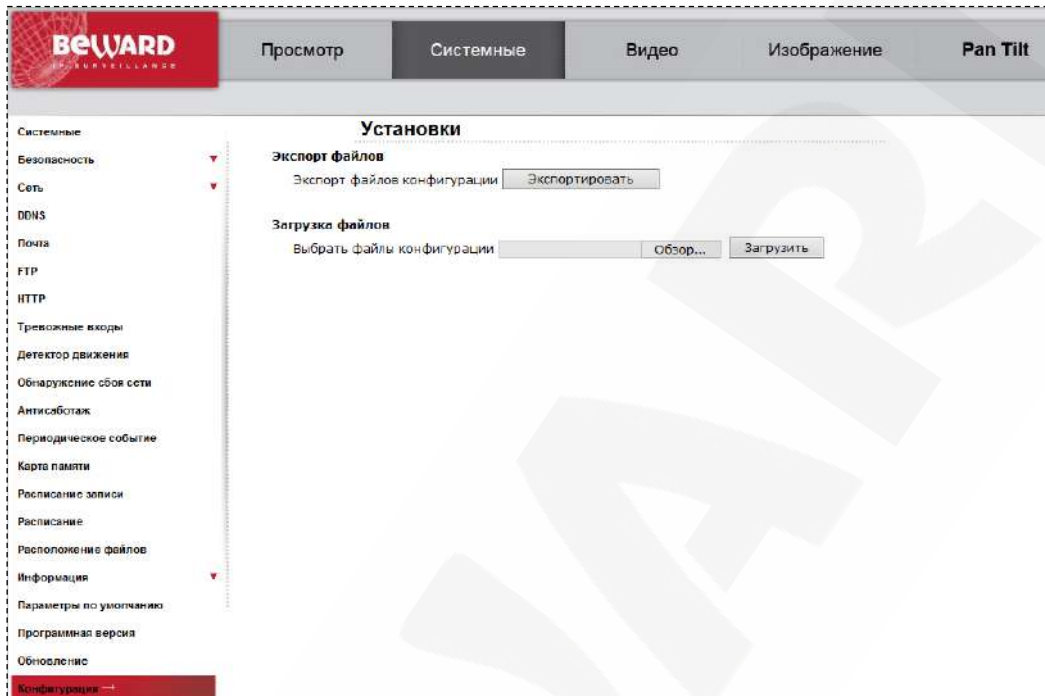 BEWARD
IP SURVEILLANCE
Просмотр
Системные
Видео
Изображение
Pan Tilt
Системные
Безопасность
Сеть
DDNS
Почта
FTP
HTTP
Тревожные входы
Детектор движения
Обнаружение сбоя сети
Антисаботаж
Периодическое событие
Карта памяти
Расписание записи
Расписание
Расположение файлов
Информация
Параметры по умолчанию
Программная версия
Обновление
Конфигурация →
Установки
Экспорт файлов
Экспорт файлов конфигурации Экспортировать
Загрузка файлов
Выбрать файлы конфигурации Обзор... Загрузить